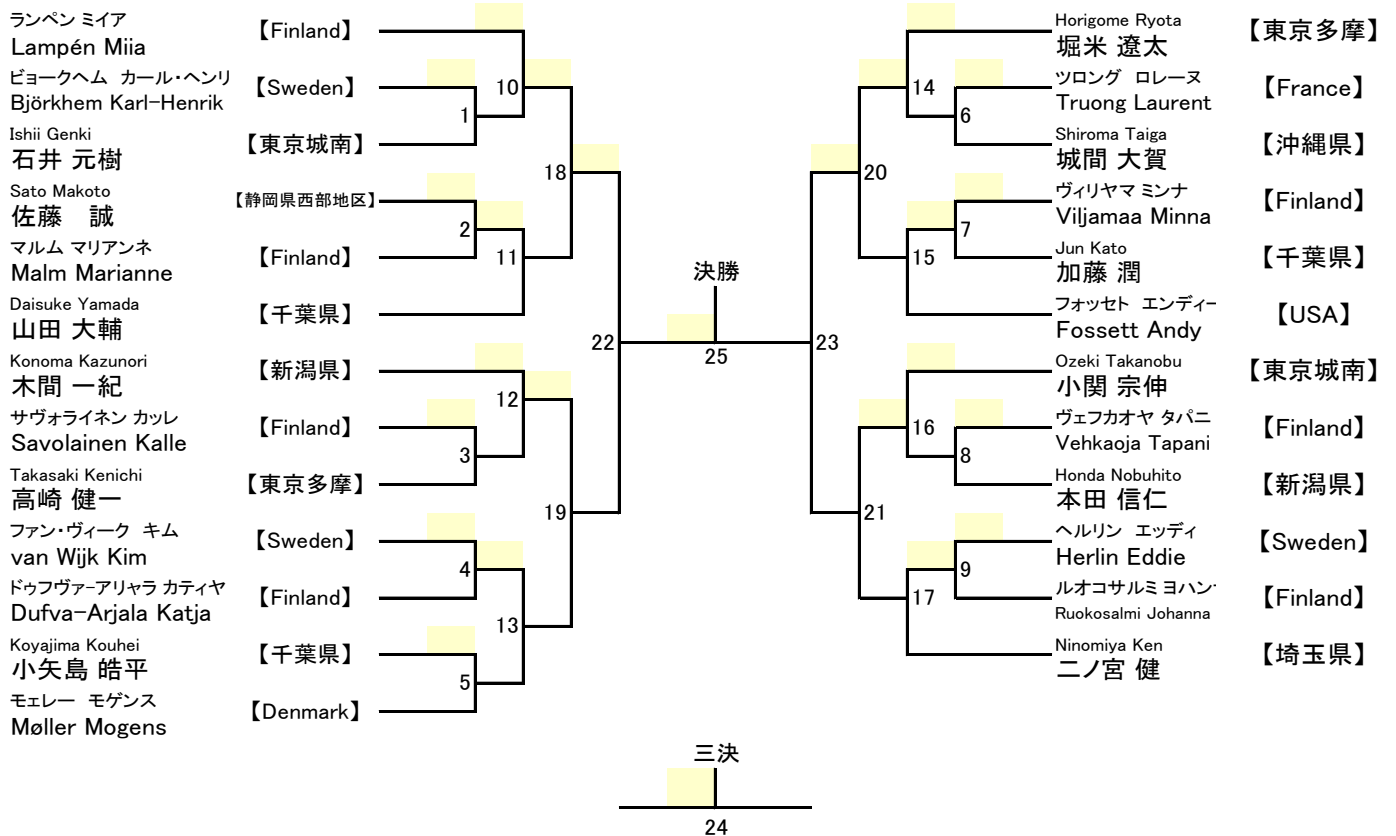 ランペン ミイア
Lampén Miia
【Finland】
ビョークヘム カール・ヘンリ
Björkhem Karl-Henrik
【Sweden】
Ishii Genki
石井 元樹
【東京城南】
Sato Makoto
佐藤 誠
【静岡県西部地区】
マルム マリアンネ
Malm Marianne
【Finland】
Daisuke Yamada
山田 大輔
【千葉県】
Konoma Kazunori
木間 一紀
【新潟県】
サヴォライネン カッレ
Savolainen Kalle
【Finland】
Takasaki Kenichi
高崎 健一
【東京多摩】
ファン・ヴィーク キム
van Wijk Kim
【Sweden】
ドゥフヴァーアリャラ カティヤ
Dufva-Arjala Katja
【Finland】
Koyajima Kouhei
小矢島 皓平
【千葉県】
モェレー モゲンス
Møller Mogens
【Denmark】
1
2
3
4
5
10
11
12
13
18
19
22
決勝
25
三決
24
23
20
21
14
15
16
17
6
7
8
9
Horigome Ryota
堀米 遼太
【東京多摩】
ツロング ロレーヌ
Truong Laurent
【France】
Shiroma Taiga
城間 大賀
【沖縄県】
ヴィリヤマ ミンナ
Viljamaa Minna
【Finland】
Jun Kato
加藤 潤
【千葉県】
フォッセト エンディー
Fossett Andy
【USA】
Ozeki Takanobu
小関 宗伸
【東京城南】
ヴェフカオヤ タパニ
Vehkaoja Tapani
【Finland】
Honda Nobuhito
本田 信仁
【新潟県】
ヘルリン エッディ
Herlin Eddie
【Sweden】
ルオコサルミ ヨハン
Ruokosalmi Johanna
【Finland】
Ninomiya Ken
二ノ宮 健
【埼玉県】